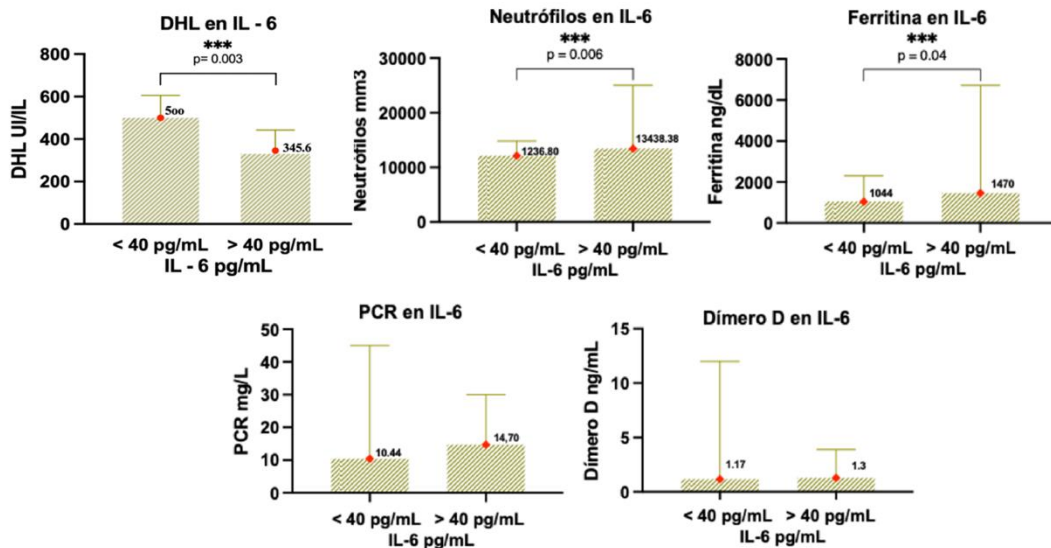 DHL en IL - 6
***
p= 0.003
800
600
400
200
0
DHL UI/IL
5oo
345.6
< 40 pg/mL > 40 pg/mL
IL - 6 pg/mL
Neutrófilos en IL-6
***
p = 0.006
30000
20000
10000
0
Neutrófilos mm3
1236.80
13438.38
< 40 pg/mL > 40 pg/mL
IL-6 pg/mL
Ferritina en IL-6
***
p = 0.04
8000
6000
4000
2000
0
Ferritina ng/dL
1044
1470
< 40 pg/mL > 40 pg/mL
IL-6 pg/mL
PCR en IL-6
50
40
30
20
10
0
PCR mg/L
10.44
14,70
< 40 pg/mL > 40 pg/mL
IL-6 pg/mL
Dímero D en IL-6
15
10
5
0
Dímero D ng/mL
1.17
1.3
< 40 pg/mL > 40 pg/mL
IL-6 pg/mL